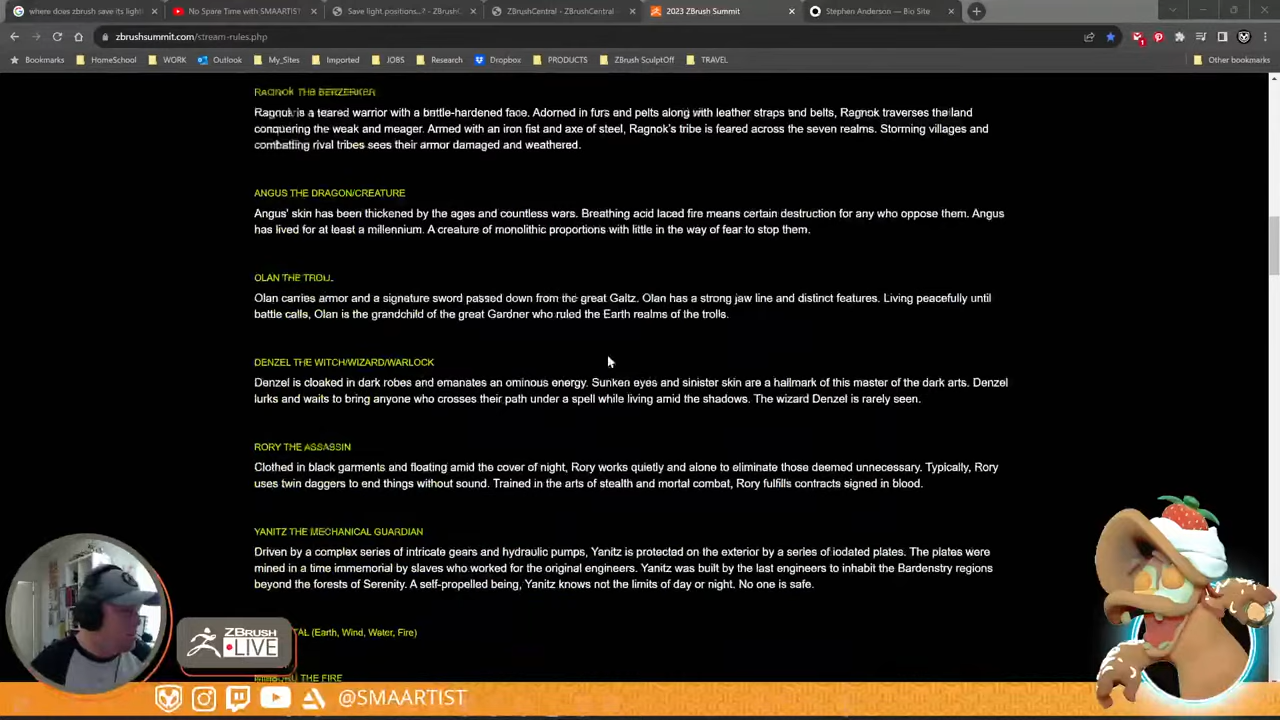 where does zbrush save its light
No Spare Time with SMAARTIST
Save light positions...? - ZBrushC
ZBrushCentral - ZBrushCentral
2023 ZBrush Summit
Stephen Anderson — Bio Site
zbrushsummit.com/stream-rules.php
1
Bookmarks
HomeSchool
WORK
Outlook
My_Sites
Imported
JOBS
Research
Dropbox
PRODUCTS
ZBrush SculptOff
TRAVEL
Other bookmarks
RAGNOK THE BERZERKER
Ragnok is a feared warrior with a battle-hardened face. Adorned in furs and pelts along with leather straps and belts, Ragnok traverses the land
conquering the weak and meager. Armed with an iron fist and axe of steel, Ragnok's tribe is feared across the seven realms. Storming villages and
combatting rival tribes sees their armor damaged and weathered.
ANGUS THE DRAGON/CREATURE
Angus' skin has been thickened by the ages and countless wars. Breathing acid laced fire means certain destruction for any who oppose them. Angus
has lived for at least a millennium. A creature of monolithic proportions with little in the way of fear to stop them.
OLAN THE TROLL
Olan carries armor and a signature sword passed down from the great Galtz. Olan has a strong jaw line and distinct features. Living peacefully until
battle calls, Olan is the grandchild of the great Gardner who ruled the Earth realms of the trolls.
DENZEL THE WITCH/WIZARD/WARLOCK
Denzel is cloaked in dark robes and emanates an ominous energy. Sunken eyes and sinister skin are a hallmark of this master of the dark arts. Denzel
lurks and waits to bring anyone who crosses their path under a spell while living amid the shadows. The wizard Denzel is rarely seen.
RORY THE ASSASSIN
Clothed in black garments and floating amid the cover of night, Rory works quietly and alone to eliminate those deemed unnecessary. Typically, Rory
uses twin daggers to end things without sound. Trained in the arts of stealth and mortal combat, Rory fulfills contracts signed in blood.
YANITZ THE MECHANICAL GUARDIAN
Driven by a complex series of intricate gears and hydraulic pumps, Yanitz is protected on the exterior by a series of iodated plates. The plates were
mined in a time immemorial by slaves who worked for the original engineers. Yanitz was built by the last engineers to inhabit the Bardenstry regions
beyond the forests of Serenity. A self-propelled being, Yanitz knows not the limits of day or night. No one is safe.
TAL (Earth, Wind, Water, Fire)
THE FIRE
ZBRUSH
LIVE
@SMAARTIST